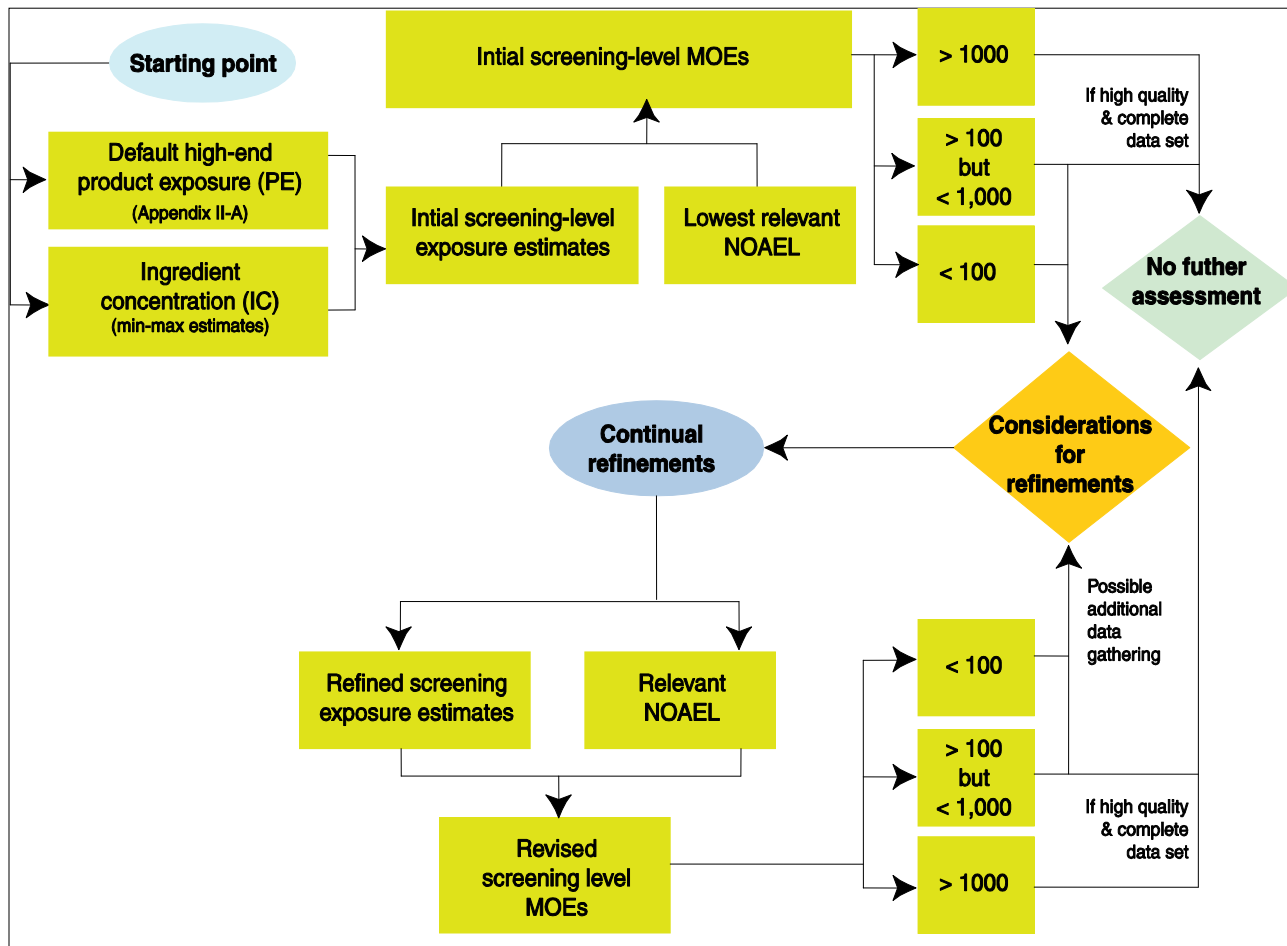 Starting point
Default high-end
product exposure (PE)
(Appendix II-A)
Ingredient
concentration (IC)
(min-max estimates)
Intial screening-level MOEs
Intial screening-level
exposure estimates
Lowest relevant
NOAEL
> 1000
> 100
but
< 1,000
< 100
If high quality
& complete
data set
No futher
assessment
Considerations
for
refinements
Continual
refinements
Refined screening
exposure estimates
Relevant
NOAEL
Revised
screening level
MOEs
< 100
> 100
but
< 1,000
> 1000
Possible
additional
data
gathering
If high quality
& complete
data set